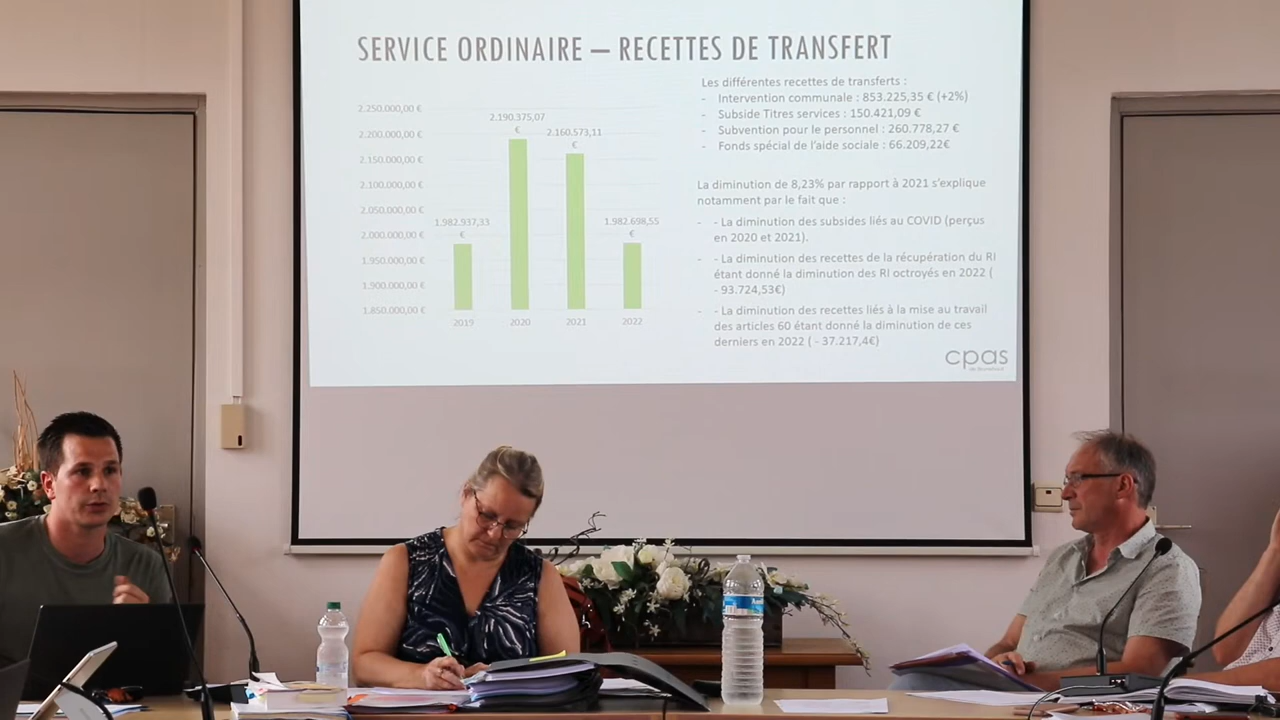 SERVICE ORDINAIRE – RECETTES DE TRANSFERT
2.250.000,00 €
2.200.000,00 €
2.150.000,00 €
2.100.000,00 €
2.050.000,00 €
2.000.000,00 €
1.950.000,00 €
1.900.000,00 €
1.850.000,00 €
1.982.937,33
€
2.190.375,07
€
2.160.573,11
€
1.982.698,55
€
2019
2020
2021
2022
Les différentes recettes de transferts :
- Intervention communale : 853.225,35 € (+2%)
- Subside Titres services : 150.421,09 €
- Subvention pour le personnel : 260.778,27 €
- Fonds spécial de l'aide sociale : 66.209,22€
La diminution de 8,23% par rapport à 2021 s'explique
notamment par le fait que :
- - La diminution des subsides liés au COVID (perçus
en 2020 et 2021).
- - La diminution des recettes de la récupération du RI
étant donné la diminution des RI octroyés en 2022 (
- 93.724,53€)
- - La diminution des recettes liés à la mise au travail
des articles 60 étant donné la diminution de ces
derniers en 2022 ( - 37.217,4€)
cpas